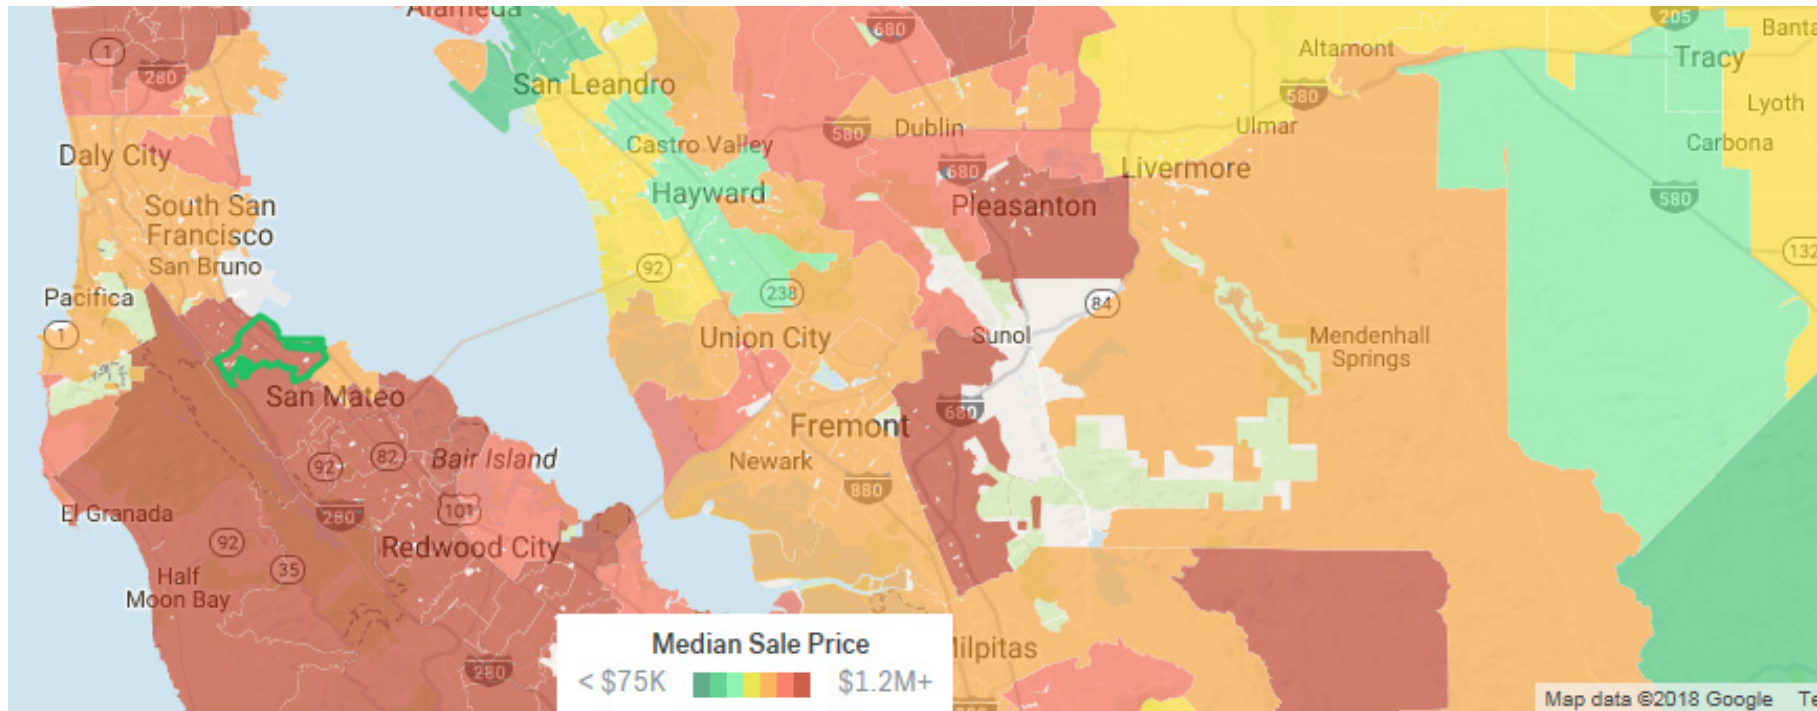 Alameda
680
205
Banta
1
280
Altamont
Tracy
San Leandro
580
Lyoth
Daly City
Castro Valley
580
Dublin
Ulmar
Carbona
680
Livermore
Hayward
580
South San
Francisco
Pleasanton
San Bruno
92
132
Pacifica
238
84
1
Union City
Sunol
Mendenhall
Springs
San Mateo
680
Fremont
92
82
Bair Island
Newark
880
El Granada
280
101
92
35
Redwood City
Half
Moon Bay
Median Sale Price
< $75K
$1.2M+
Milpitas
280
Map data ©2018 Google
Te